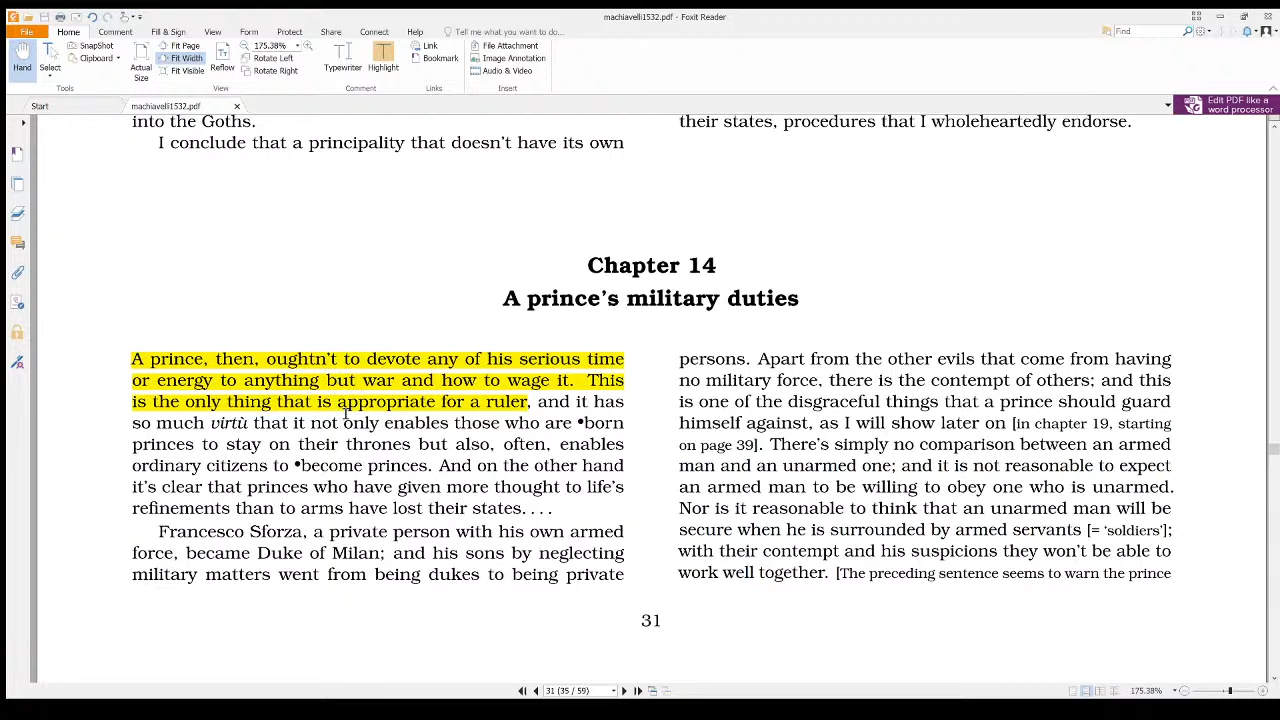 machiavelli1532.pdf - Foxit Reader
File Home Comment Fill & Sign View Form Protect Share Connect Help Tell me what you want to do... Find
Hand
Select
SnapShot
Clipboard
Actual Size
Fit Page
Fit Width
Fit Visible
Reflow
175.38%
Rotate Left
Rotate Right
Typewriter
Highlight
Link
Bookmark
File Attachment
Image Annotation
Audio & Video
Tools View Comment Links Insert
Start machiavelli1532.pdf
Edit PDF like a
word processor
into the Goths.
I conclude that a principality that doesn't have its own
their states, procedures that I wholeheartedly endorse.
Chapter 14
A prince's military duties
A prince, then, oughtn't to devote any of his serious time
or energy to anything but war and how to wage it. This
is the only thing that is appropriate for a ruler, and it has
so much virtù that it not only enables those who are •born
princes to stay on their thrones but also, often, enables
ordinary citizens to •become princes. And on the other hand
it's clear that princes who have given more thought to life's
refinements than to arms have lost their states. . . .
Francesco Sforza, a private person with his own armed
force, became Duke of Milan; and his sons by neglecting
military matters went from being dukes to being private
persons. Apart from the other evils that come from having
no military force, there is the contempt of others; and this
is one of the disgraceful things that a prince should guard
himself against, as I will show later on [in chapter 19, starting
on page 39]. There's simply no comparison between an armed
man and an unarmed one; and it is not reasonable to expect
an armed man to be willing to obey one who is unarmed.
Nor is it reasonable to think that an unarmed man will be
secure when he is surrounded by armed servants [= 'soldiers'];
with their contempt and his suspicions they won't be able to
work well together. [The preceding sentence seems to warn the prince
31
31 (35 / 59)
175.38%